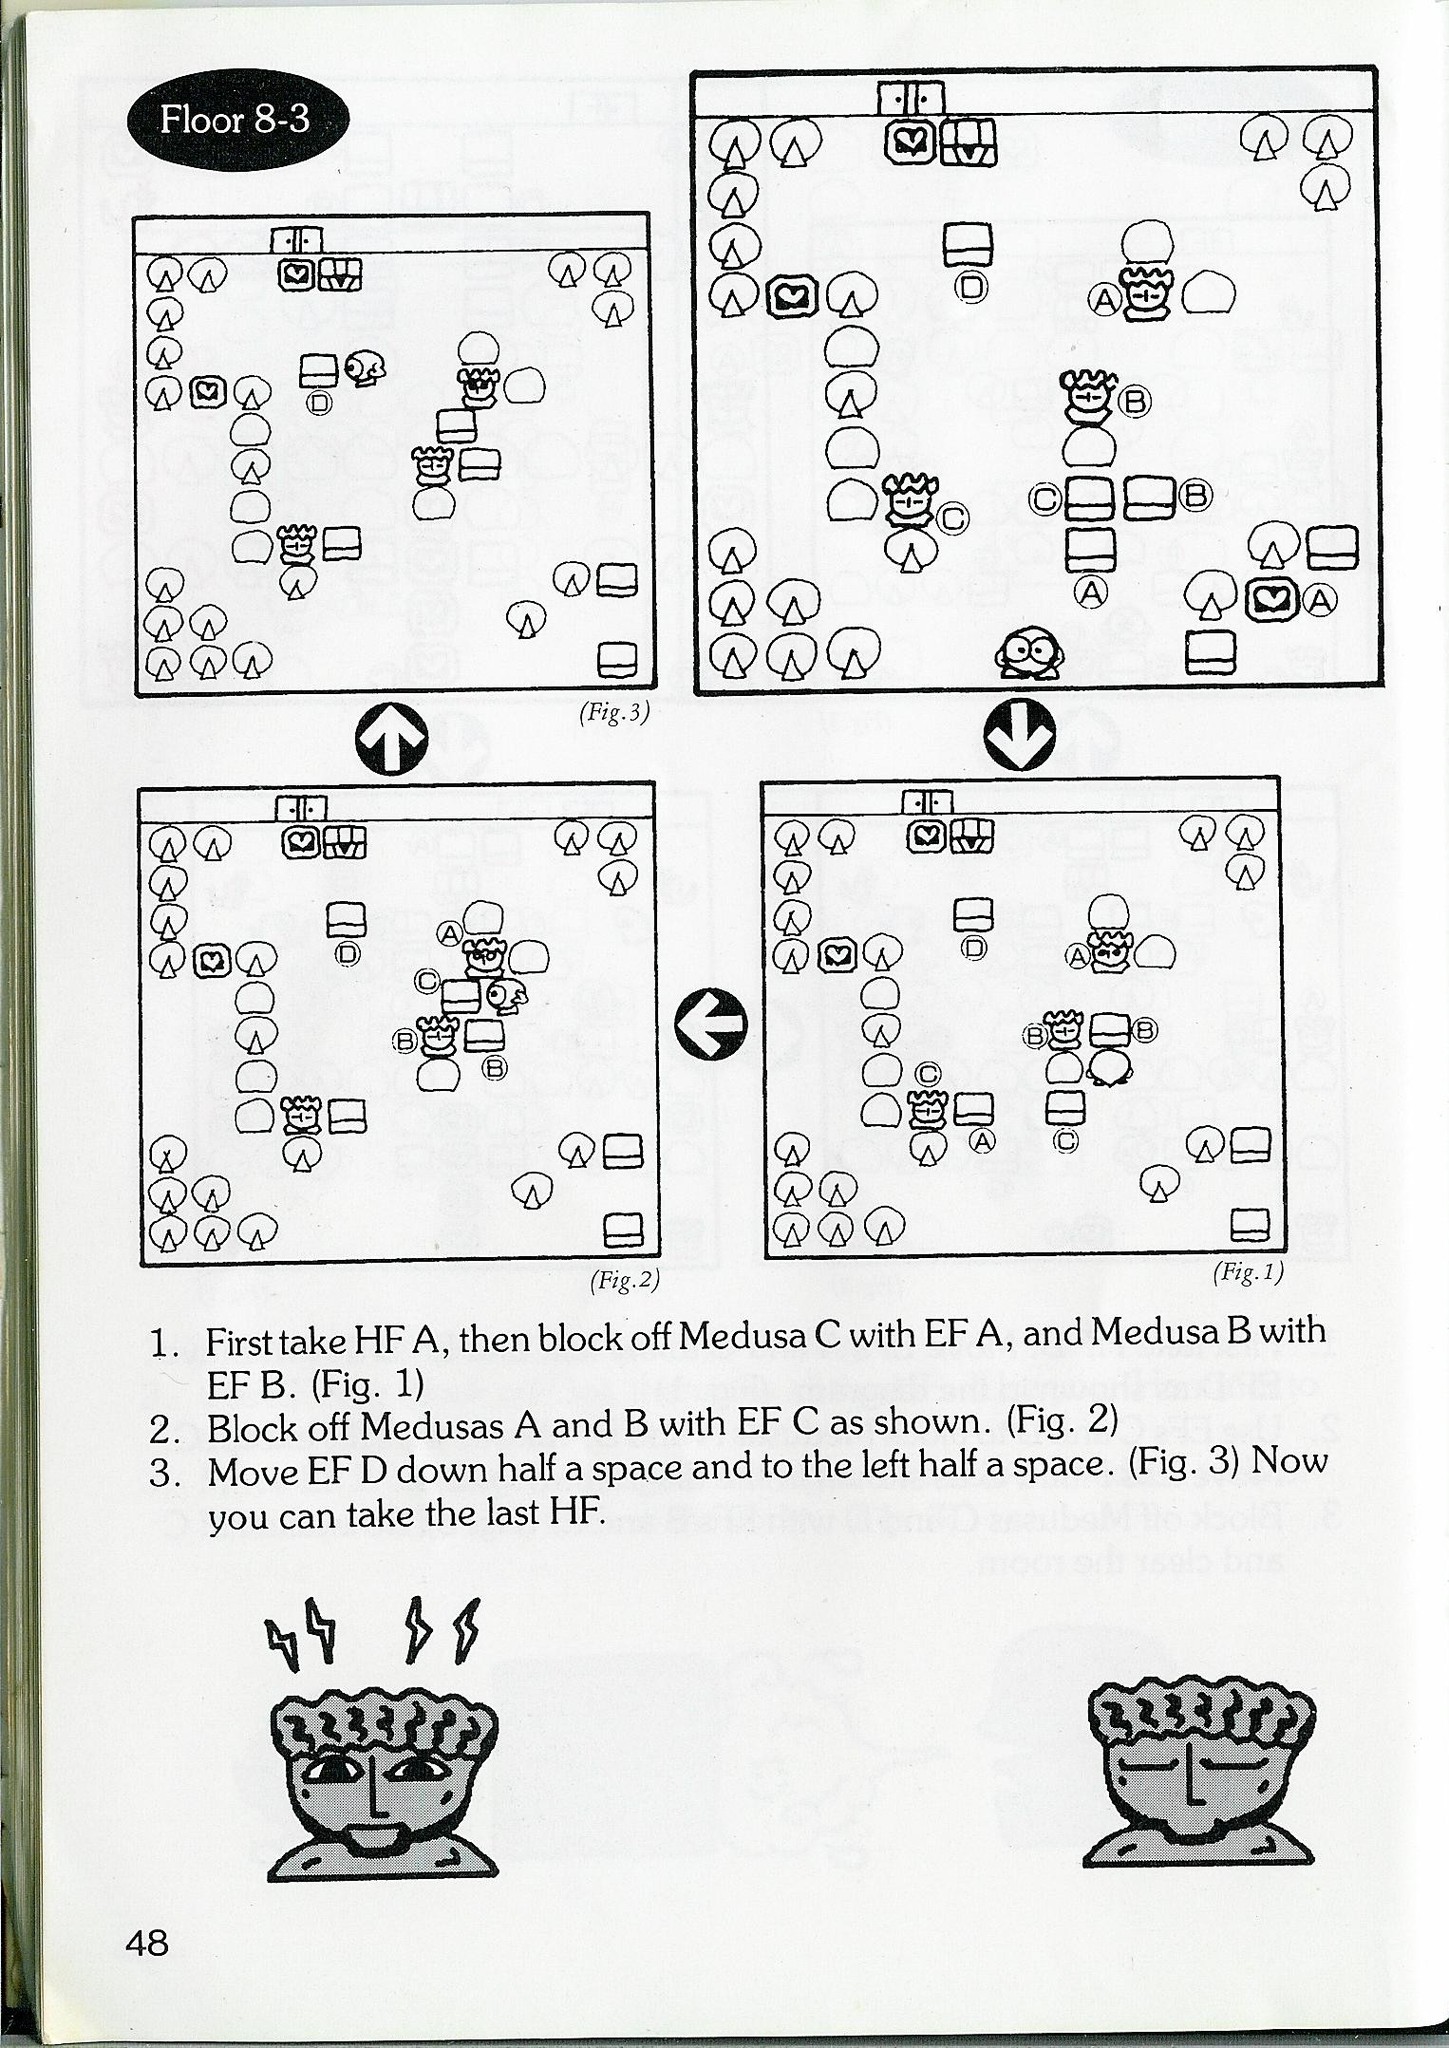 Floor 8-3
D
A
B
C
C
B
A
A
D
(Fig.3)
A
D
C
B
B
(Fig.2)
D
A
B
B
C
A
C
(Fig.1)
1. First take HF A, then block off Medusa C with EF A, and Medusa B with
EF B. (Fig. 1)
2. Block off Medusas A and B with EF C as shown. (Fig. 2)
3. Move EF D down half a space and to the left half a space. (Fig. 3) Now
you can take the last HF.
48